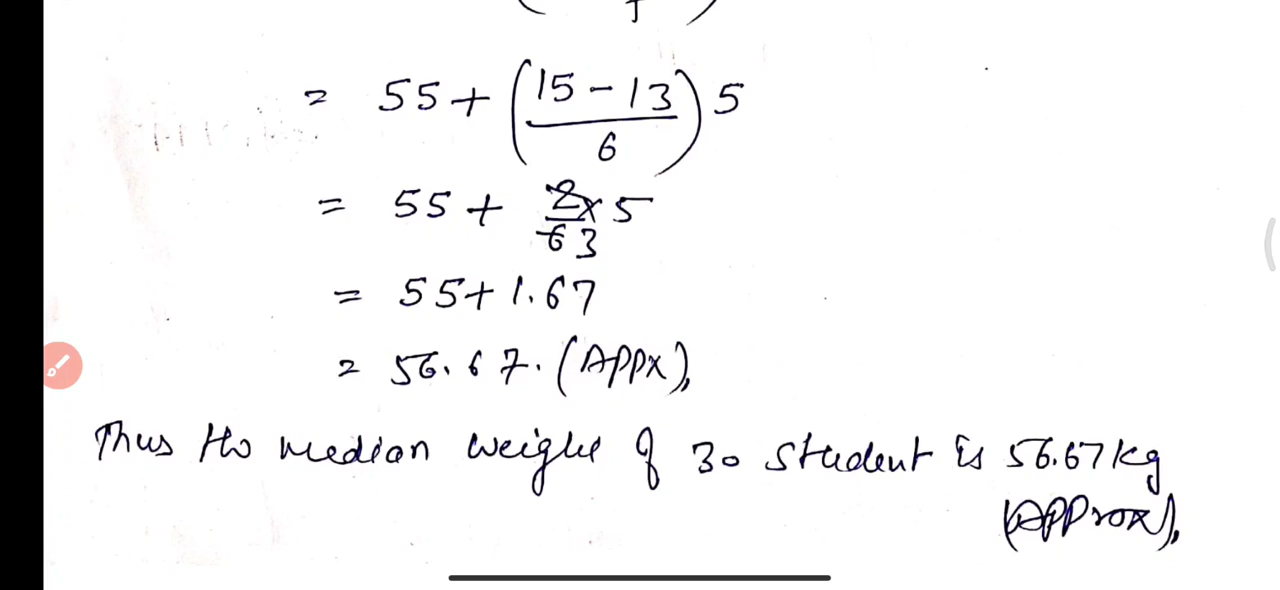 = 55 + (15 - 13 / 6) 5
= 55 + 2/6 3 × 5
= 55 + 1.67
= 56.67. (APPX),
Thus the median weight of 30 student is 56.67 kg
(APProx),